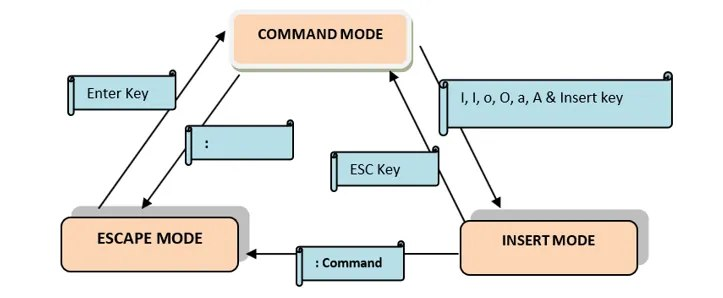 COMMAND MODE
Enter Key
I, I, o, O, a, A & Insert key
:
ESC Key
ESCAPE MODE
INSERT MODE
: Command